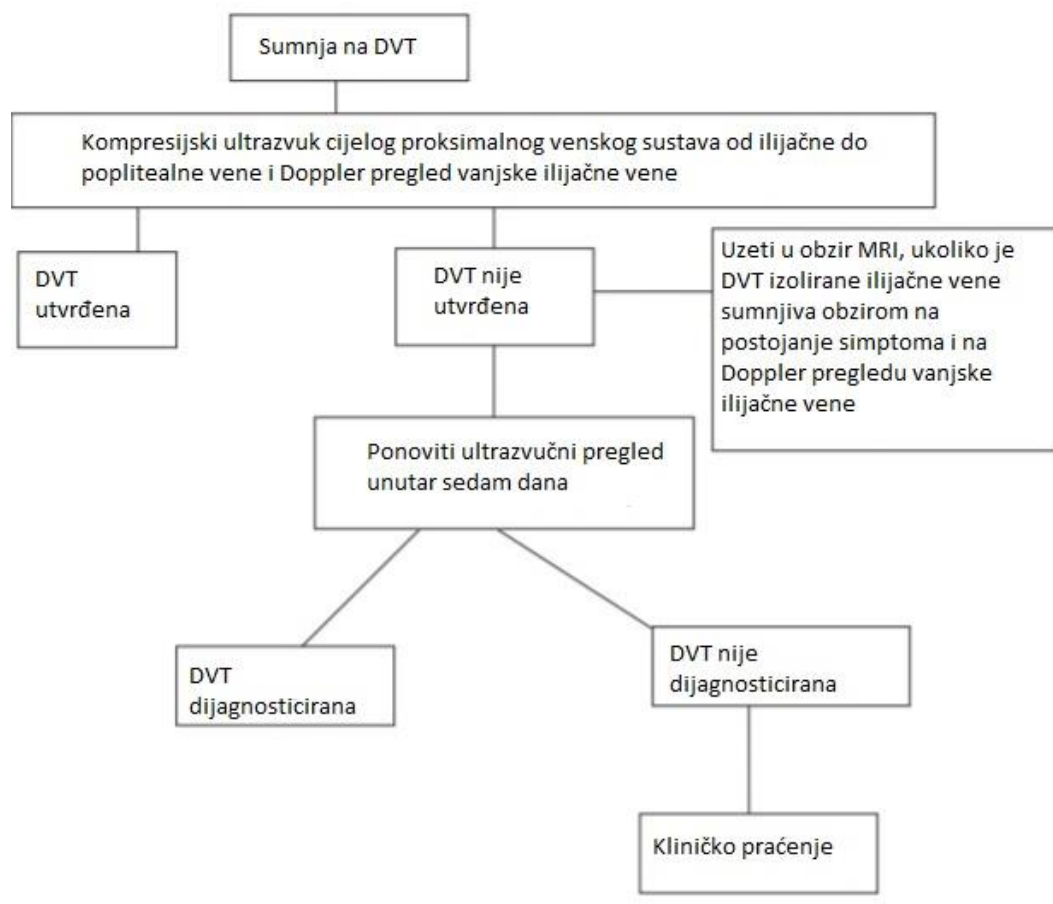 Sumnja na DVT
Kompresijski ultrazvuk cijelog proksimalnog venskog sustava od ilijačne do
poplitealne vene i Doppler pregled vanjske ilijačne vene
DVT
utvrđena
DVT nije
utvrđena
Uzeti u obzir MRI, ukoliko je
DVT izolirane ilijačne vene
sumnjiva obzirom na
postojanje simptoma i na
Doppler pregledu vanjske
ilijačne vene
Ponoviti ultrazvučni pregled
unutar sedam dana
DVT
dijagnosticirana
DVT nije
dijagnosticirana
Kliničko praćenje